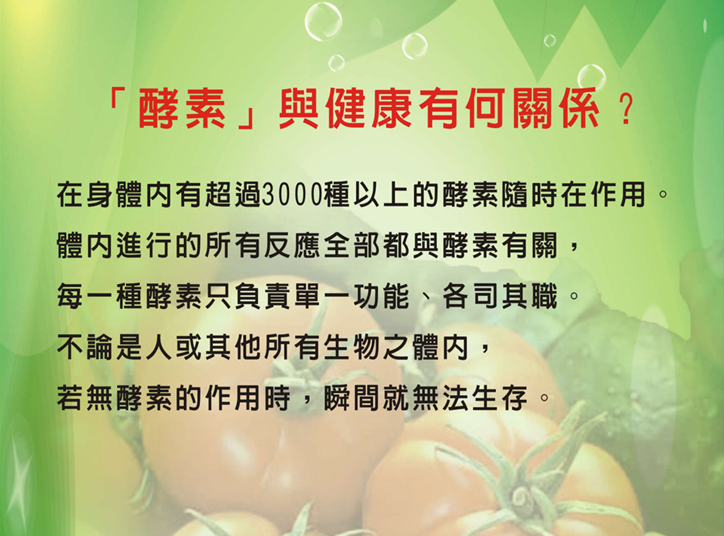 「酵素」與健康有何關係？
在身體内有超過3000種以上的酵素隨時在作用。
體内進行的所有反應全部都與酵素有關，
每一種酵素只負責單一功能、各司其職。
不論是人或其他所有生物之體内，
若無酵素的作用時，瞬間就無法生存。